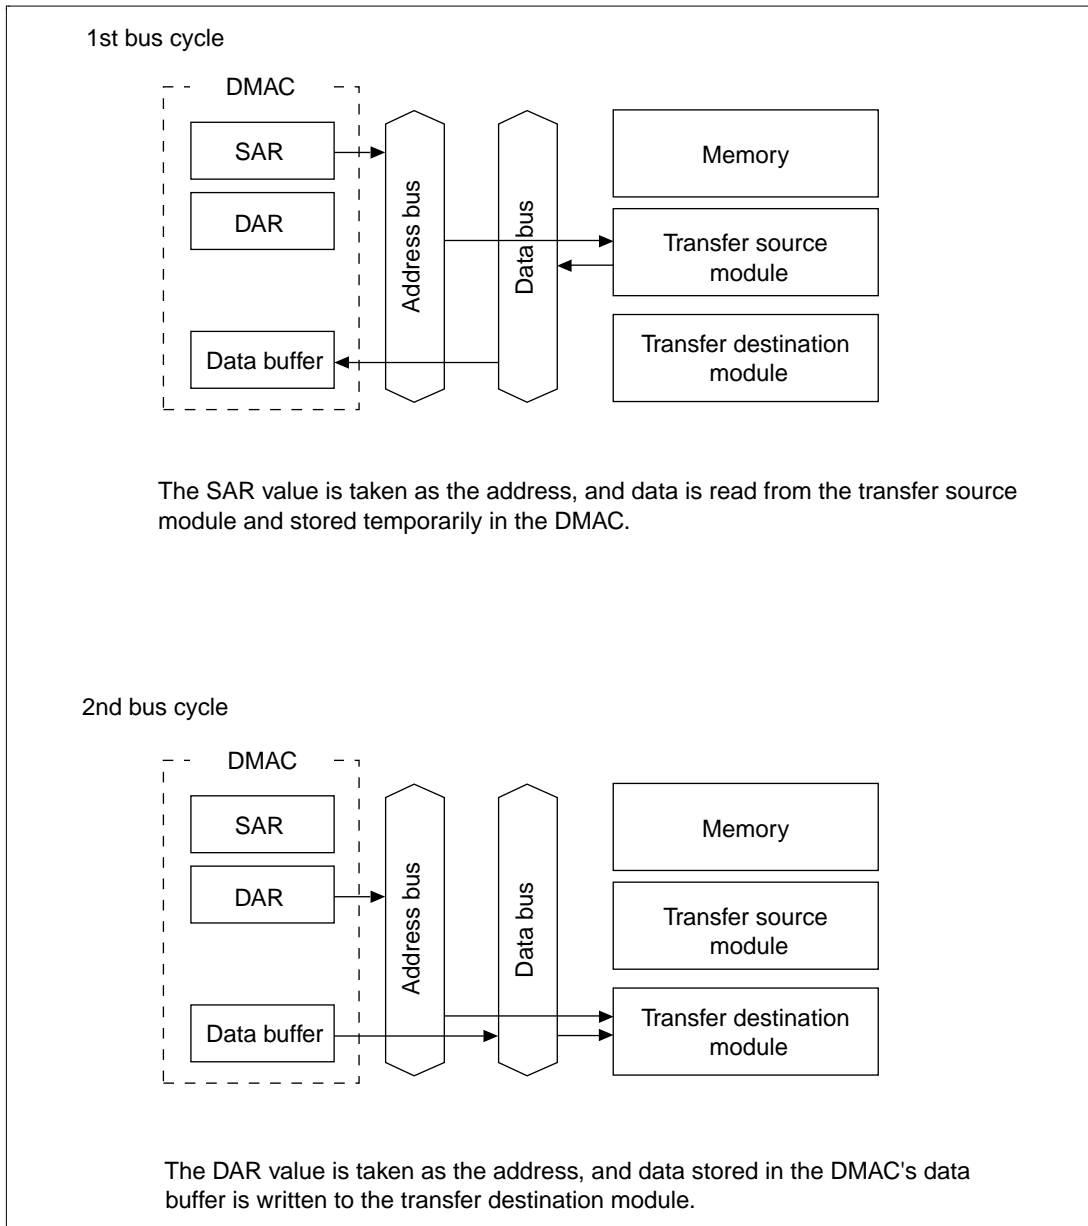 1st bus cycle
DMAC
SAR
DAR
Data buffer
Address bus
Data bus
Memory
Transfer source
module
Transfer destination
module
The SAR value is taken as the address, and data is read from the transfer source
module and stored temporarily in the DMAC.
2nd bus cycle
DMAC
SAR
DAR
Data buffer
Address bus
Data bus
Memory
Transfer source
module
Transfer destination
module
The DAR value is taken as the address, and data stored in the DMAC's data
buffer is written to the transfer destination module.